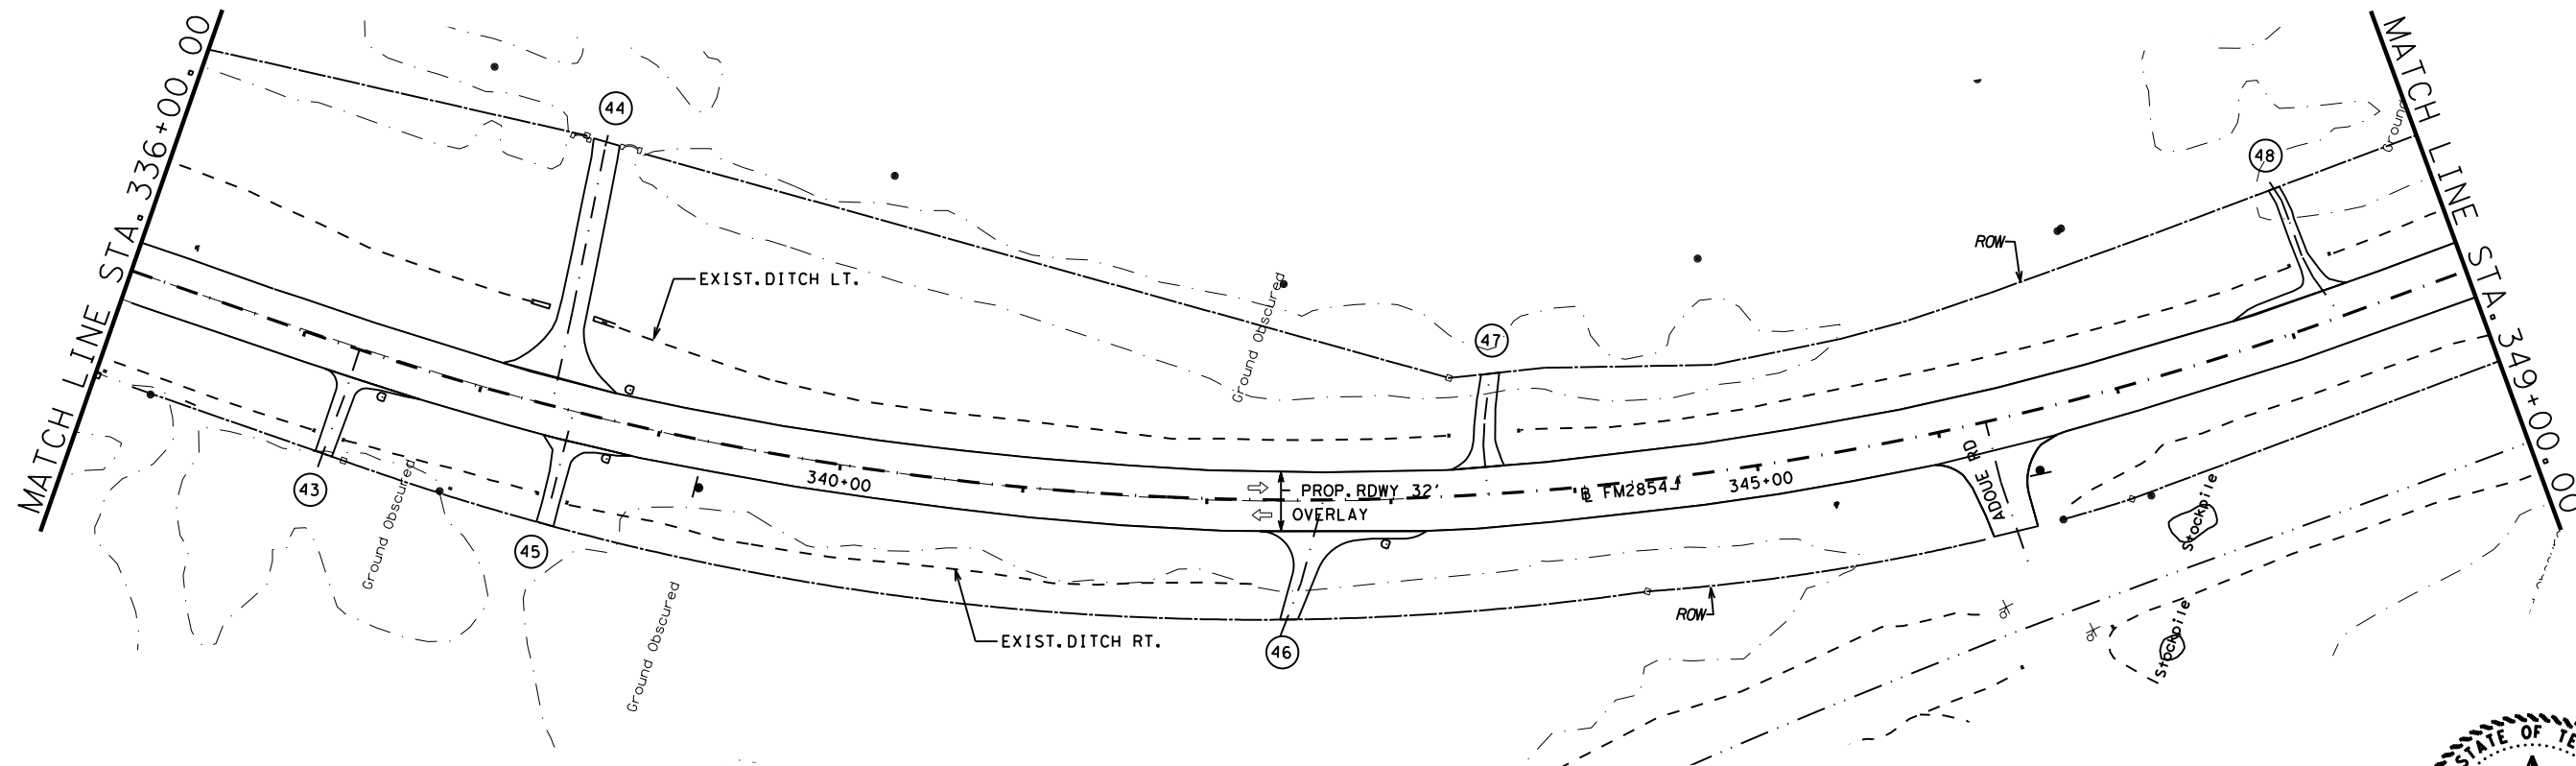 MATCH LINE STA. 336+00.00
44
EXIST. DITCH LT.
43
Ground Obscured
45
Ground Obscured
340+00
Ground Obscured
47
PROP. RDWY 32'
OVERLAY
EXIST. DITCH RT.
46
FM2854
345+00
ROW
ROW
ADOUE RD
48
Ground
MATCH LINE STA. 349+00.00
Stockpile
Stockpile
STATE OF TE